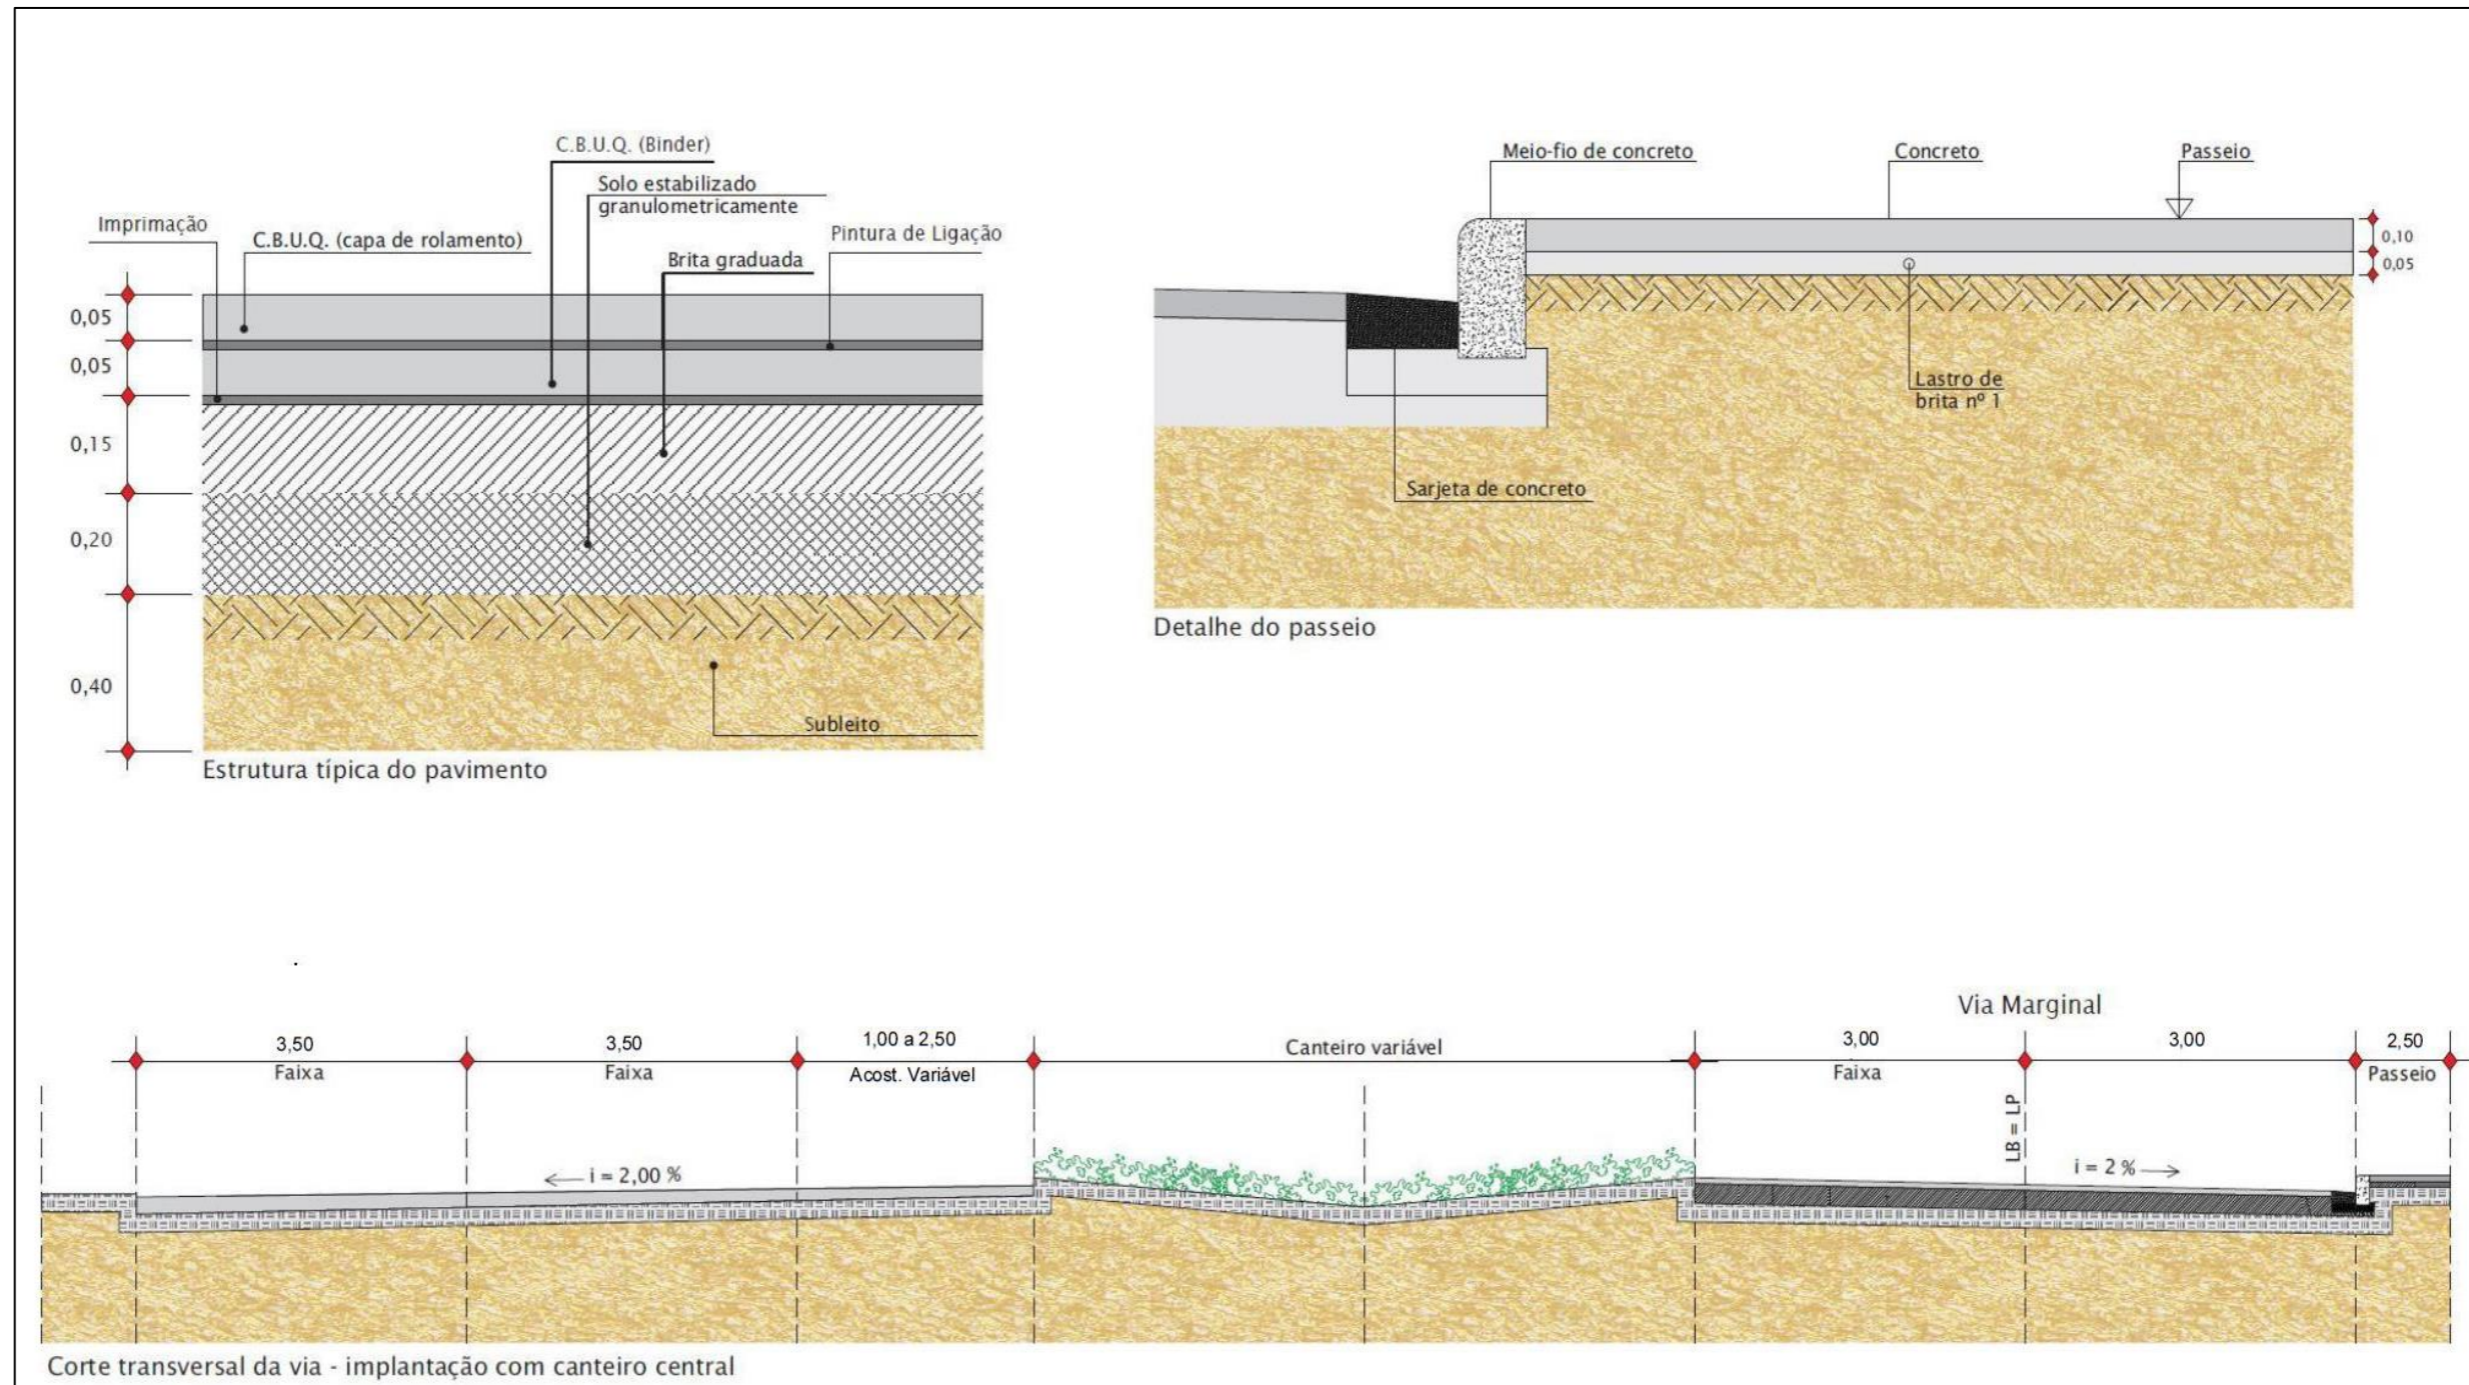 C.B.U.Q. (Binder)
Solo estabilizado
granulometricamente
Imprimação
C.B.U.Q. (capa de rolamento)
Pintura de Ligação
Brita graduada
0,05
0,05
0,15
0,20
0,40
Subleito
Estrutura típica do pavimento
Meio-fio de concreto
Concreto
Passeio
0,10
0,05
Lastro de
brita nº 1
Sarjeta de concreto
Detalhe do passeio
.
Via Marginal
3,50
3,50
1,00 a 2,50
Canteiro variável
3,00
3,00
2,50
Faixa
Faixa
Acost. Variável
Faixa
Passeio
LB = LP
i = 2,00 %
i = 2 %
Corte transversal da via - implantação com canteiro central